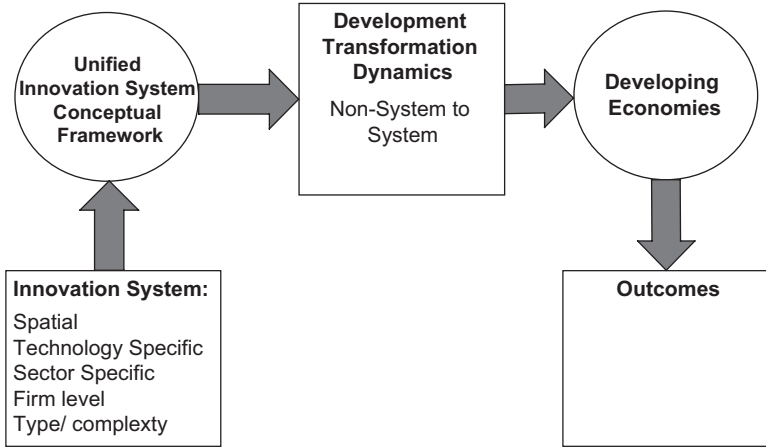 Unified
Innovation System
Conceptual
Framework
Development
Transformation
Dynamics
Non-System to
System
Developing
Economies
Innovation System:
Spatial
Technology Specific
Sector Specific
Firm level
Type/ complexty
Outcomes